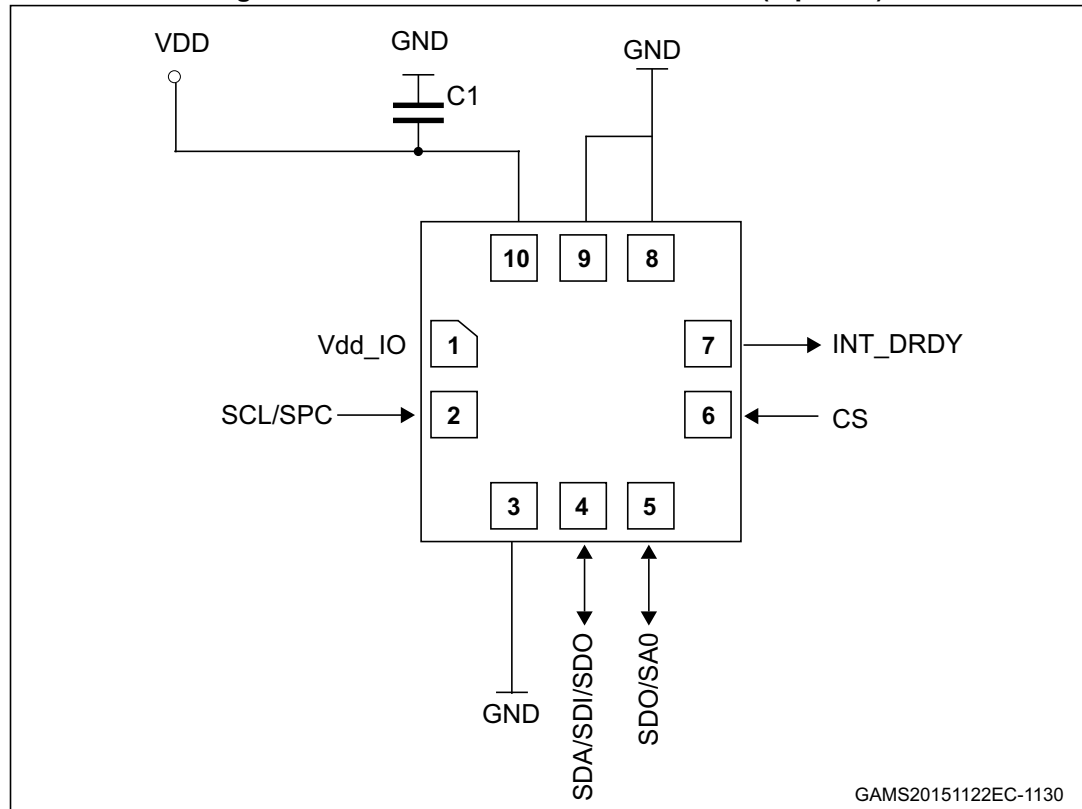 VDD
GND
GND
C1
10
9
8
Vdd_IO
1
7
INT_DRDY
SCL/SPC
2
6
CS
3
4
5
GND
SDA/SDI/SDO
SDO/SA0
GAMS20151122EC-1130